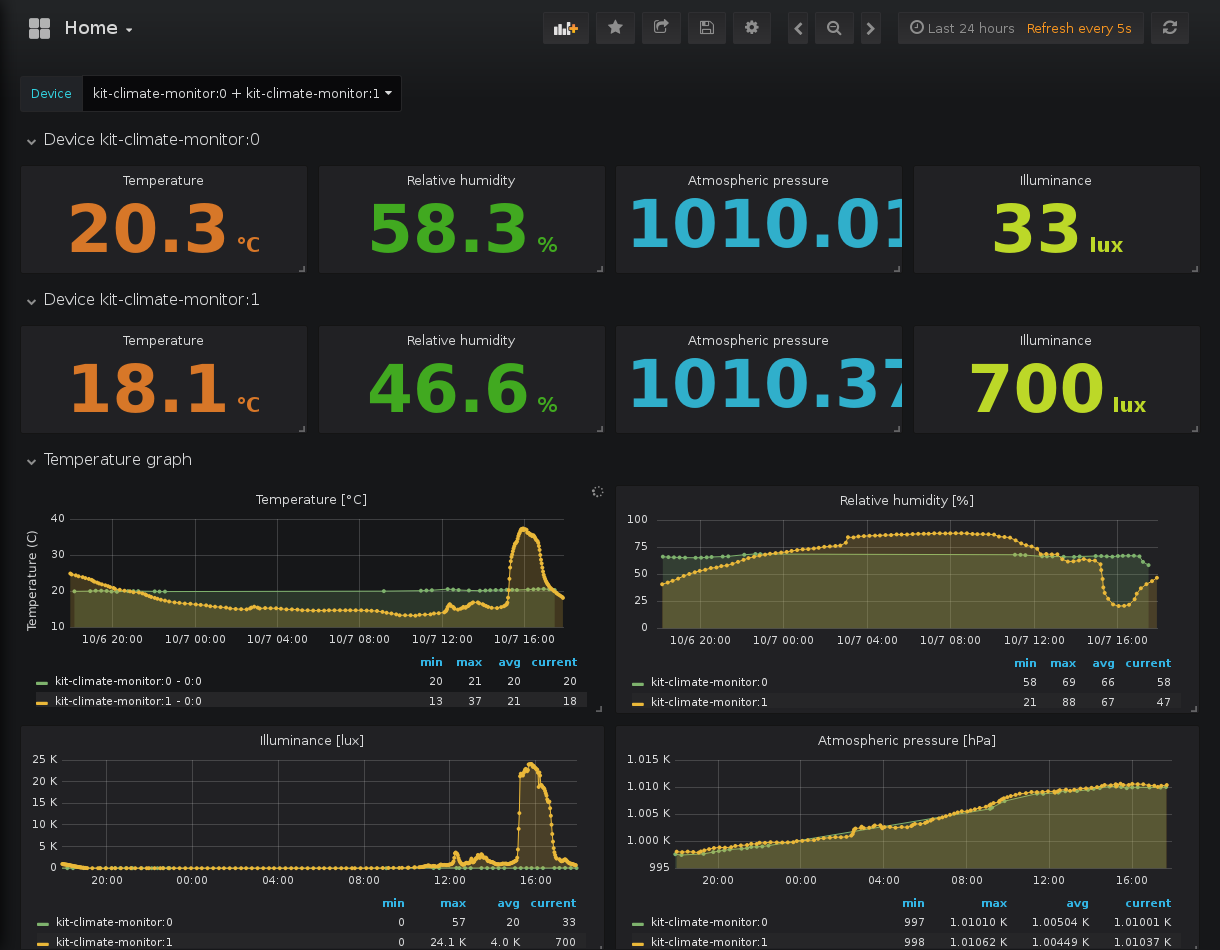 Home
Last 24 hours Refresh every 5s
Device kit-climate-monitor:0 + kit-climate-monitor:1
Device kit-climate-monitor:0
Temperature Relative humidity Atmospheric pressure Illuminance
20.3 °C 58.3 % 1010.01 33 lux
Device kit-climate-monitor:1
Temperature Relative humidity Atmospheric pressure Illuminance
18.1 °C 46.6 % 1010.37 700 lux
Temperature graph
Temperature [°C]
Temperature (C)
40
30
20
10
10/6 20:00 10/7 00:00 10/7 04:00 10/7 08:00 10/7 12:00 10/7 16:00
min max avg current
kit-climate-monitor:0 - 0:0 20 21 20 20
kit-climate-monitor:1 - 0:0 13 37 21 18
Relative humidity [%]
100
75
50
25
0
10/6 20:00 10/7 00:00 10/7 04:00 10/7 08:00 10/7 12:00 10/7 16:00
min max avg current
kit-climate-monitor:0 58 69 66 58
kit-climate-monitor:1 21 88 67 47
Illuminance [lux]
25 K
20 K
15 K
10 K
5 K
0
20:00 00:00 04:00 08:00 12:00 16:00
min max avg current
kit-climate-monitor:0 0 57 20 33
kit-climate-monitor:1 0 24.1 K 4.0 K 700
Atmospheric pressure [hPa]
1.015 K
1.010 K
1.005 K
1.000 K
995
20:00 00:00 04:00 08:00 12:00 16:00
min max avg current
kit-climate-monitor:0 997 1.01010 K 1.00504 K 1.01001 K
kit-climate-monitor:1 998 1.01062 K 1.00449 K 1.01037 K